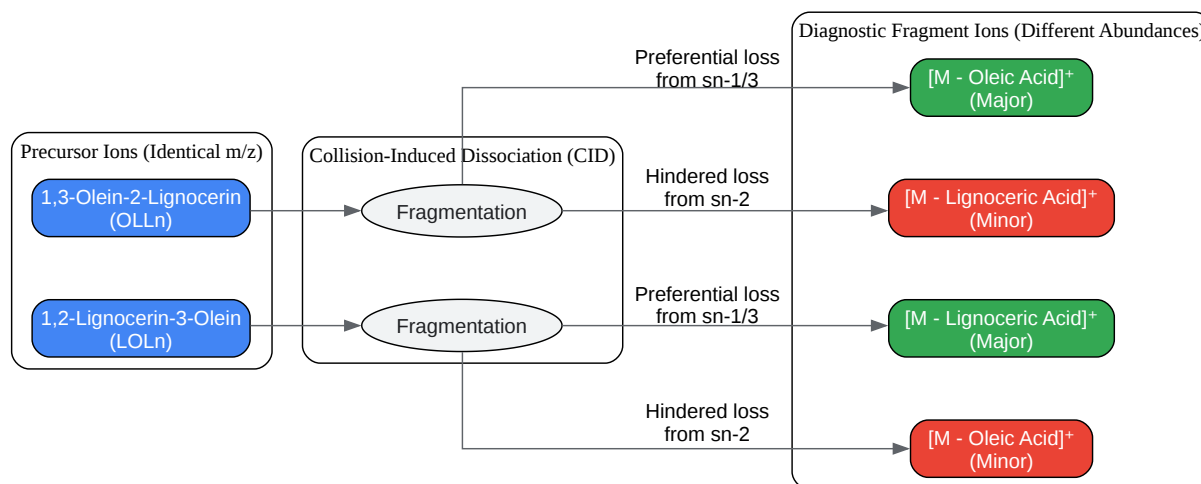 Diagnostic Fragment Ions (Different Abundances)
Preferential loss
from sn-1/3
[M - Oleic Acid]⁺
(Major)
Precursor Ions (Identical m/z)
Collision-Induced Dissociation (CID)
1,3-Olein-2-Lignocerin
(OLLn)
Fragmentation
Hindered loss
from sn-2
[M - Lignoceric Acid]⁺
(Minor)
1,2-Lignocerin-3-Olein
(LOLn)
Fragmentation
Preferential loss
from sn-1/3
[M - Lignoceric Acid]⁺
(Major)
Hindered loss
from sn-2
[M - Oleic Acid]⁺
(Minor)